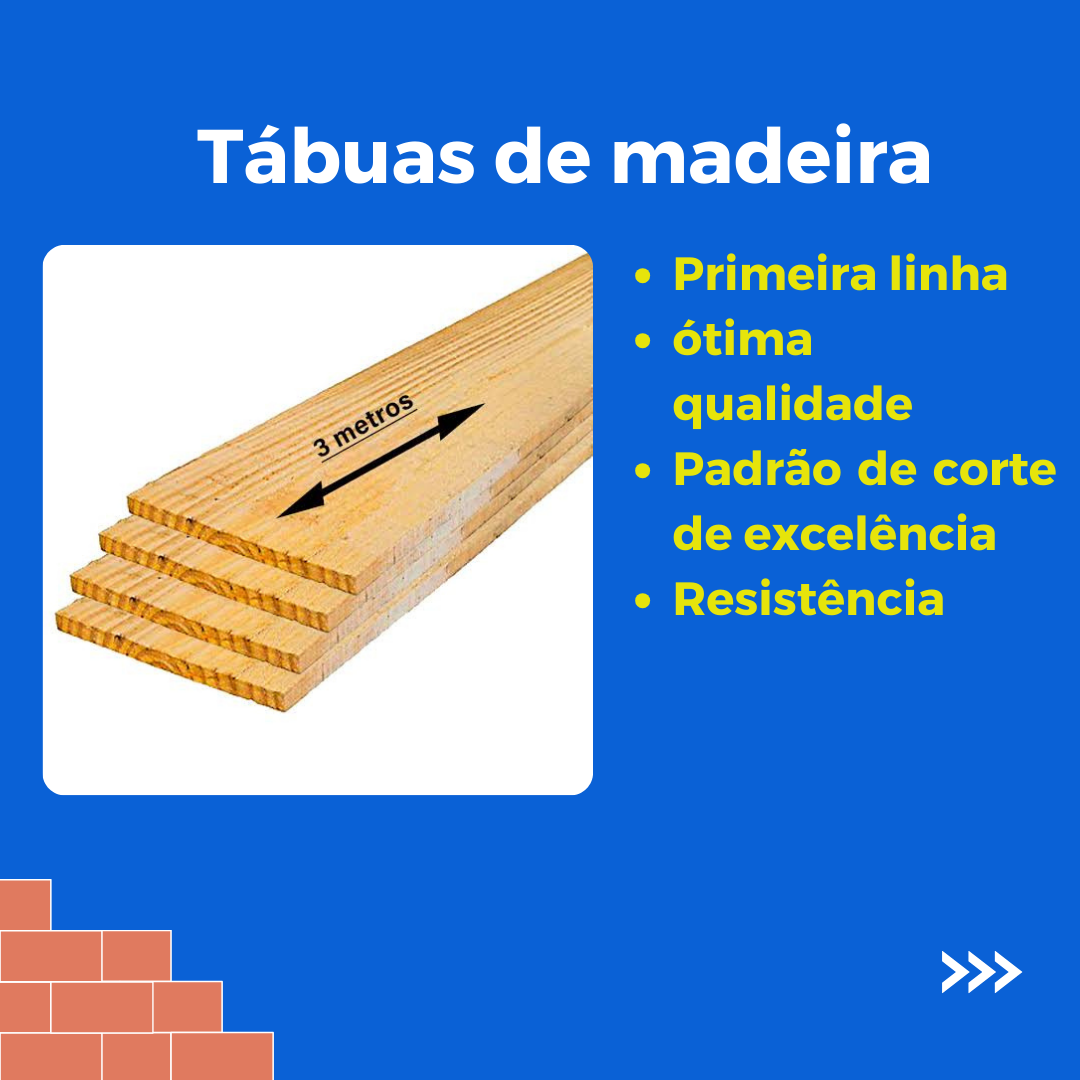 Tábuas de madeira
3 metros
Primeira linha
ótima
qualidade
Padrão de corte
de excelência
Resistência